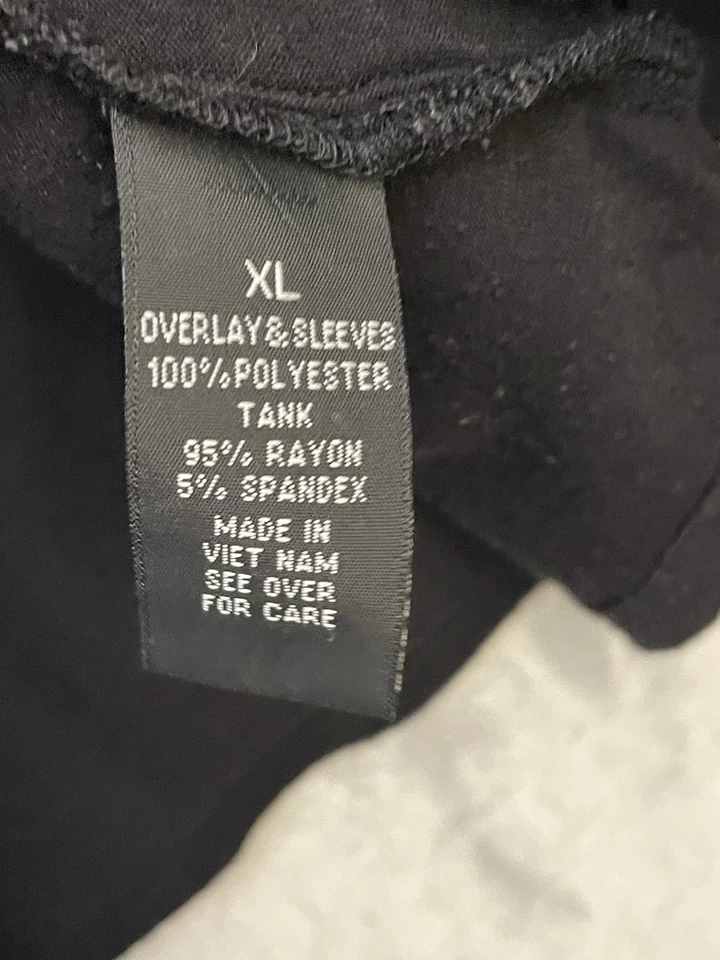 XL
OVERLAY&SLEEVES
100%POLYESTER
TANK
95% RAYON
5% SPANDEX
MADE IN
VIET NAM
SEE OVER
FOR CARE